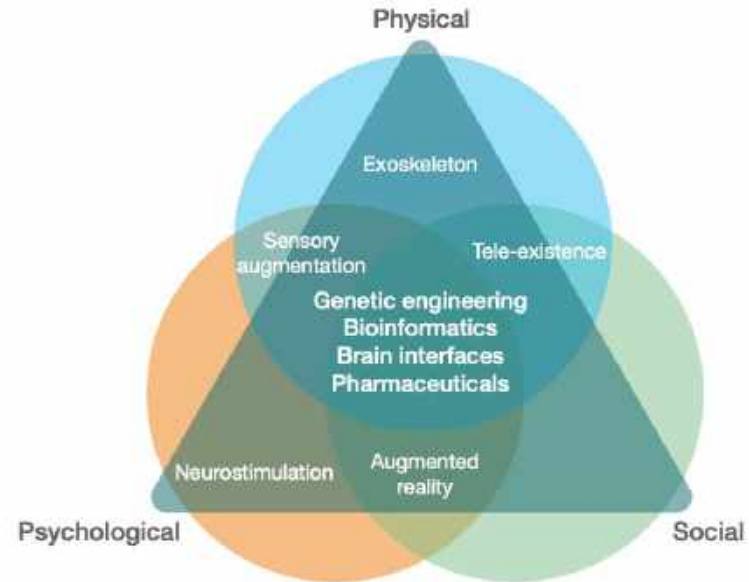 Physical
Exoskeleton
Sensory
augmentation
Tele-existence
Genetic engineering
Bioinformatics
Brain interfaces
Pharmaceuticals
Neurostimulation
Augmented
reality
Psychological
Social